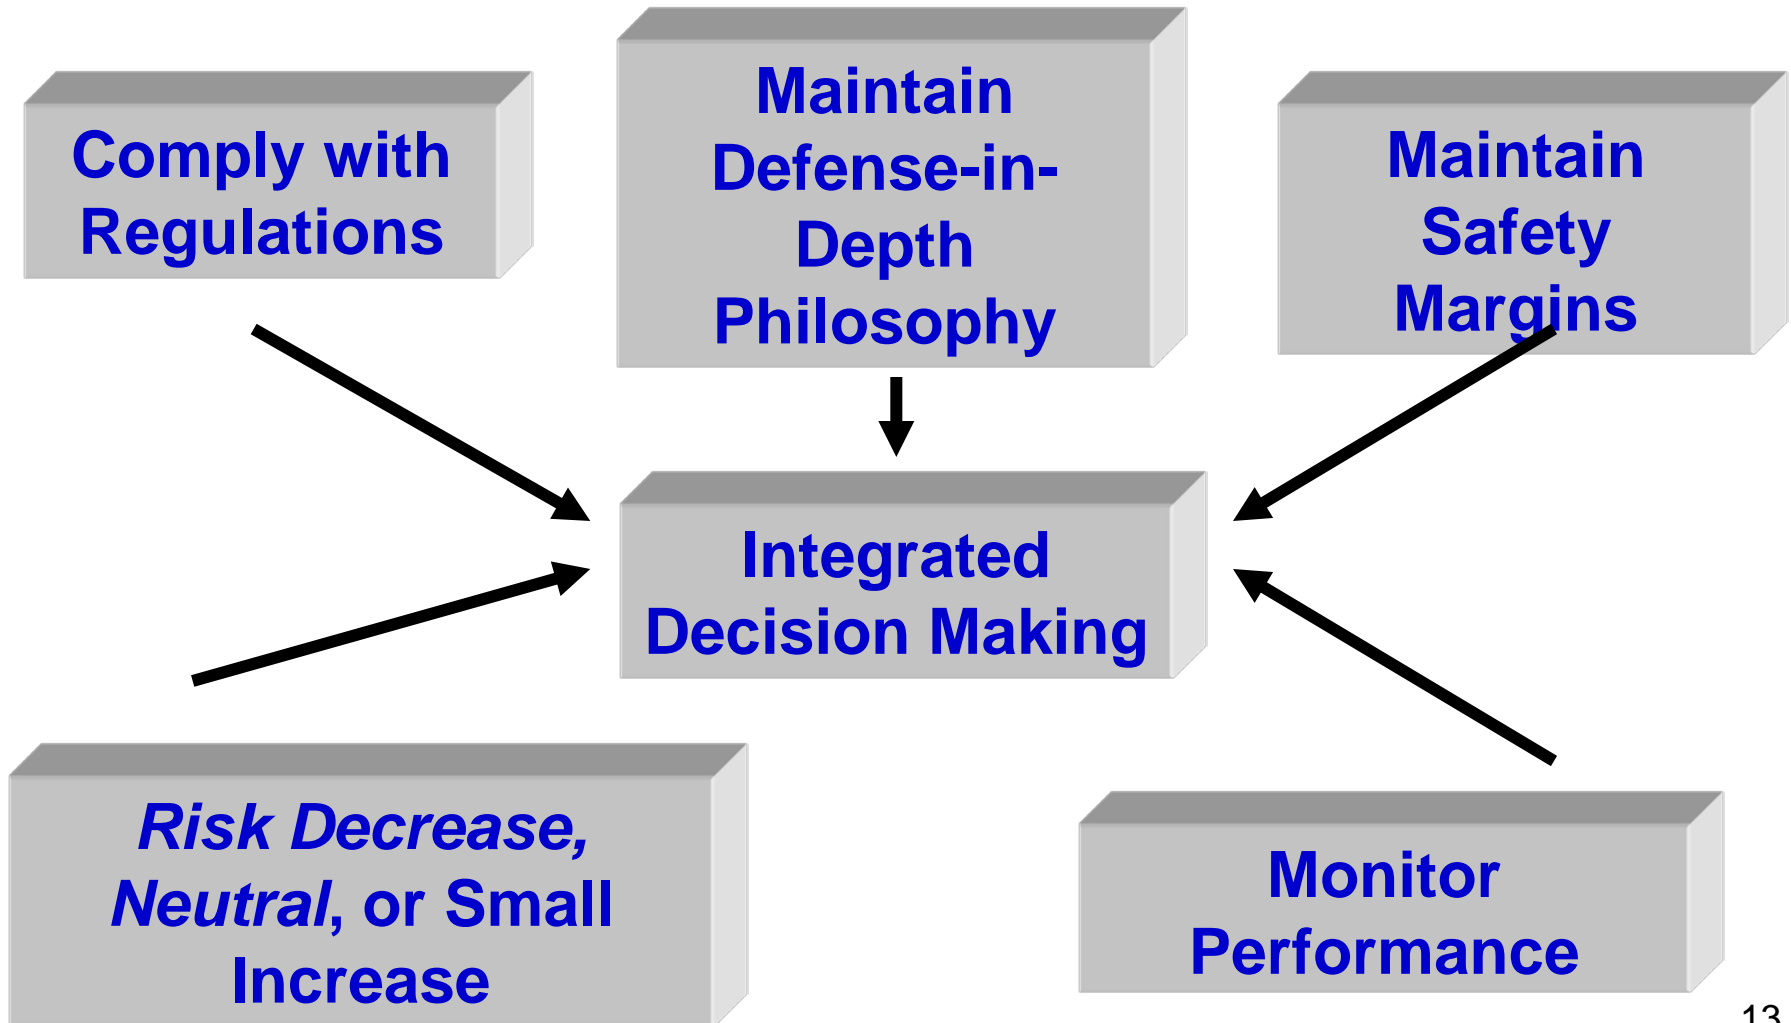 Comply with
Regulations
Maintain
Defense-in-
Depth
Philosophy
Maintain
Safety
Margins
Integrated
Decision Making
Risk Decrease,
Neutral, or Small
Increase
Monitor
Performance
13